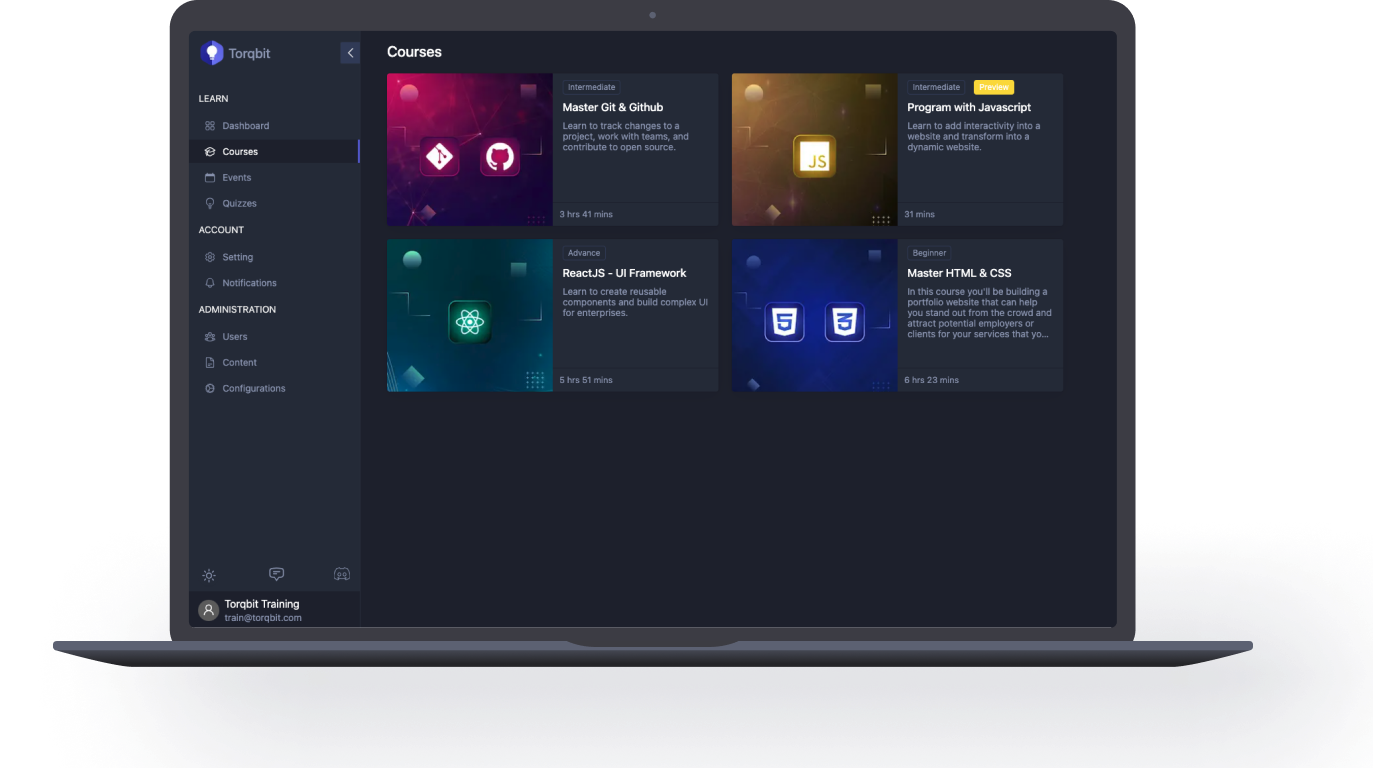 Torqbit
LEARN
Dashboard
Courses
Events
Quizzes
ACCOUNT
Setting
Notifications
ADMINISTRATION
Users
Content
Configurations
Torqbit Training
train@torqbit.com
Courses
Intermediate
Master Git & Github
Learn to track changes to a
project, work with teams, and
contribute to open source.
3 hrs 41 mins
Intermediate
Preview
Program with Javascript
JS
Learn to add interactivity into a
website and transform into a
dynamic website.
31 mins
Advance
ReactJS - UI Framework
Learn to create reusable
components and build complex UI
for enterprises.
5 hrs 51 mins
Beginner
Master HTML & CSS
5
3
In this course you'll be building a
portfolio website that can help
you stand out from the crowd and
attract potential employers or
clients for your services that yo...
6 hrs 23 mins